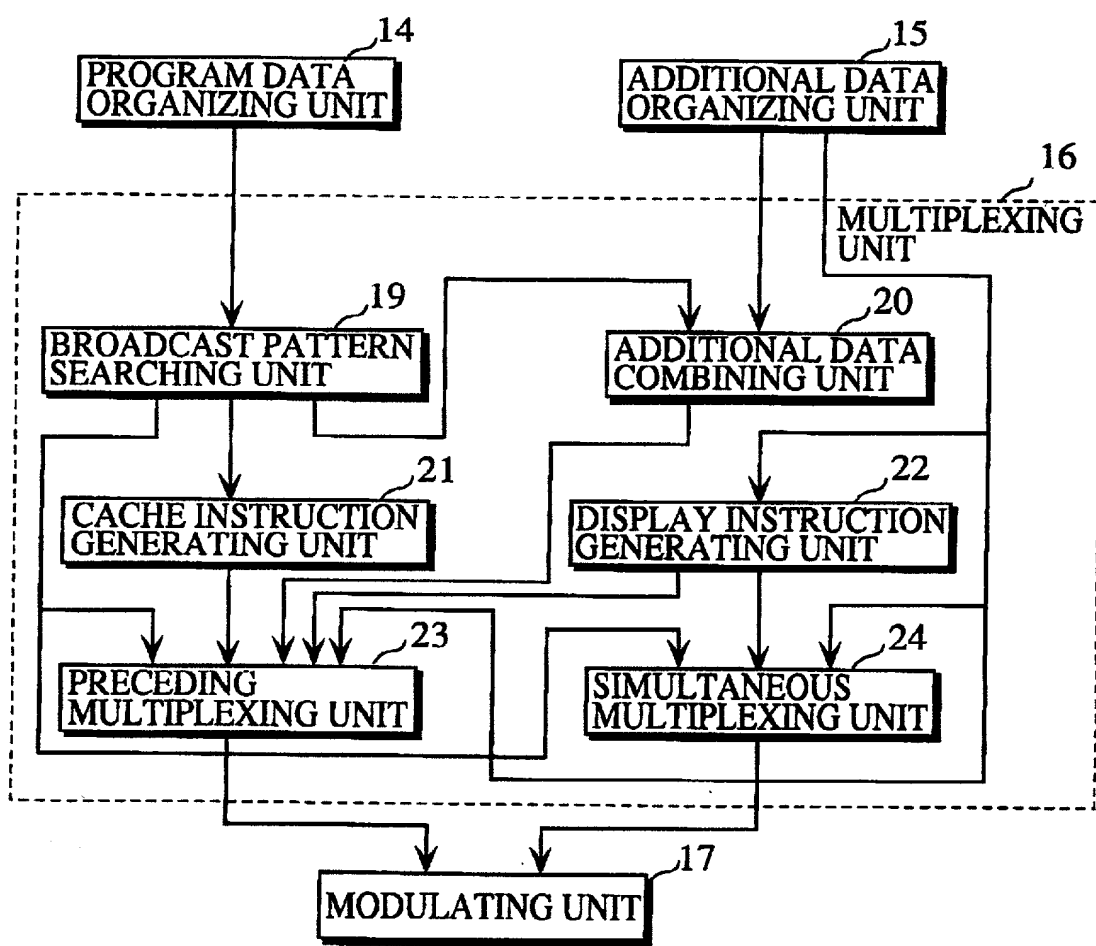 14
PROGRAM DATA
ORGANIZING UNIT
15
ADDITIONAL DATA
ORGANIZING UNIT
16
MULTIPLEXING
UNIT
19
BROADCAST PATTERN
SEARCHING UNIT
20
ADDITIONAL DATA
COMBINING UNIT
21
CACHE INSTRUCTION
GENERATING UNIT
22
DISPLAY INSTRUCTION
GENERATING UNIT
23
PRECEDING
MULTIPLEXING UNIT
24
SIMULTANEOUS
MULTIPLEXING UNIT
17
MODULATING UNIT